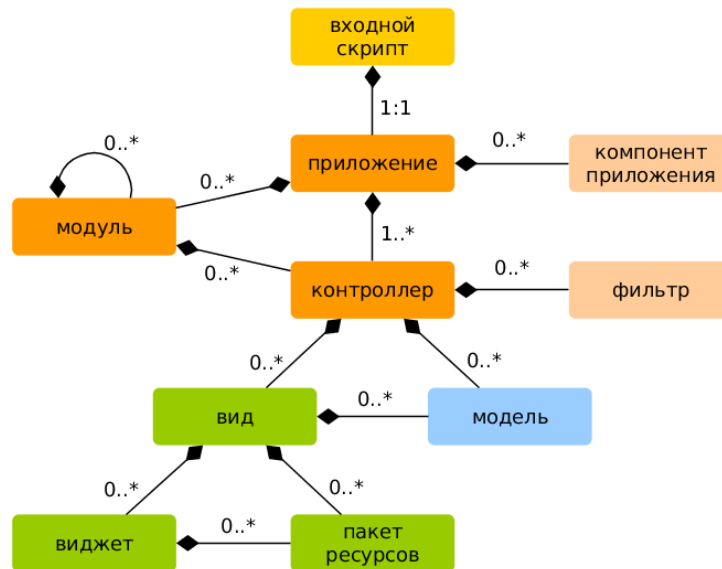 входной
скрипт
1:1
0..*
приложение
0..*
компонент
приложения
0..*
модуль
1..*
0..*
контроллер
0..*
фильтр
0..*
0..*
вид
0..*
модель
0..*
0..*
виджет
0..*
пакет
ресурсов